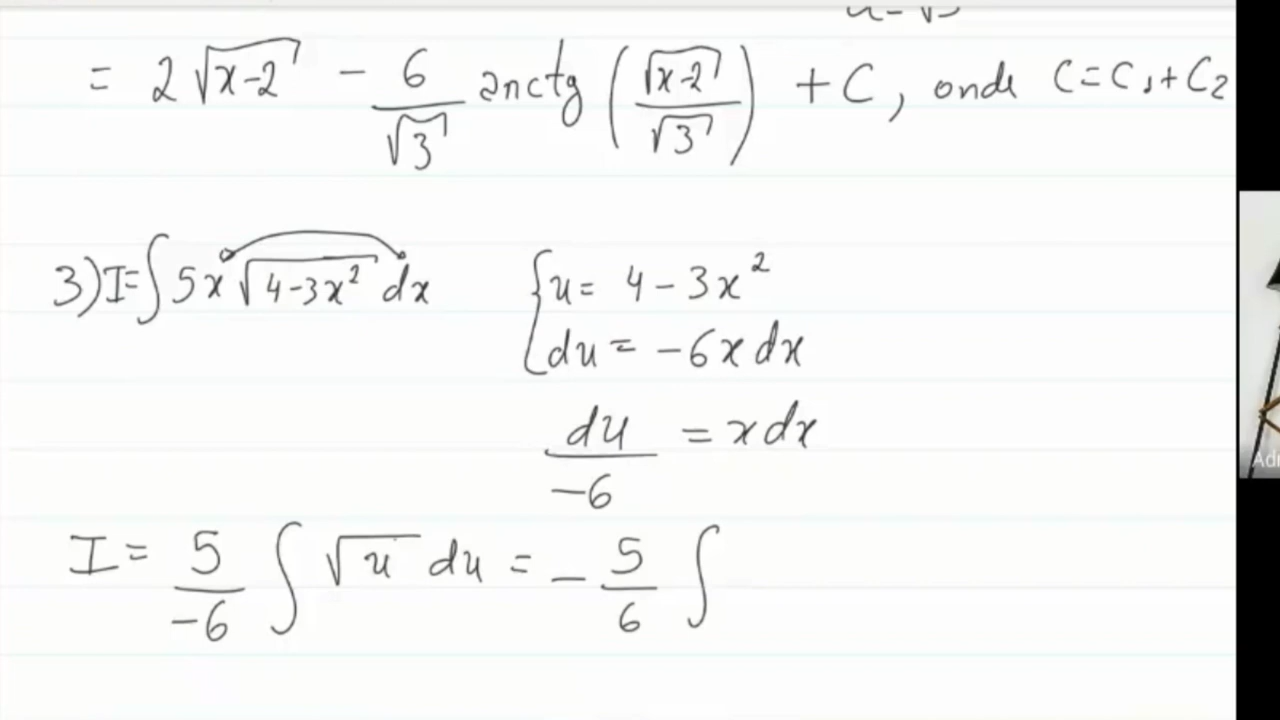 = 2√(x-2) - 6/√3 arctg (√(x-2)/√3) + C, onde C = C₁ + C₂
3) I = ∫ 5x √(4-3x²) dx { u = 4 - 3x²
du = -6x dx
du/-6 = x dx
I = 5/-6 ∫ √u du = - 5/6 ∫